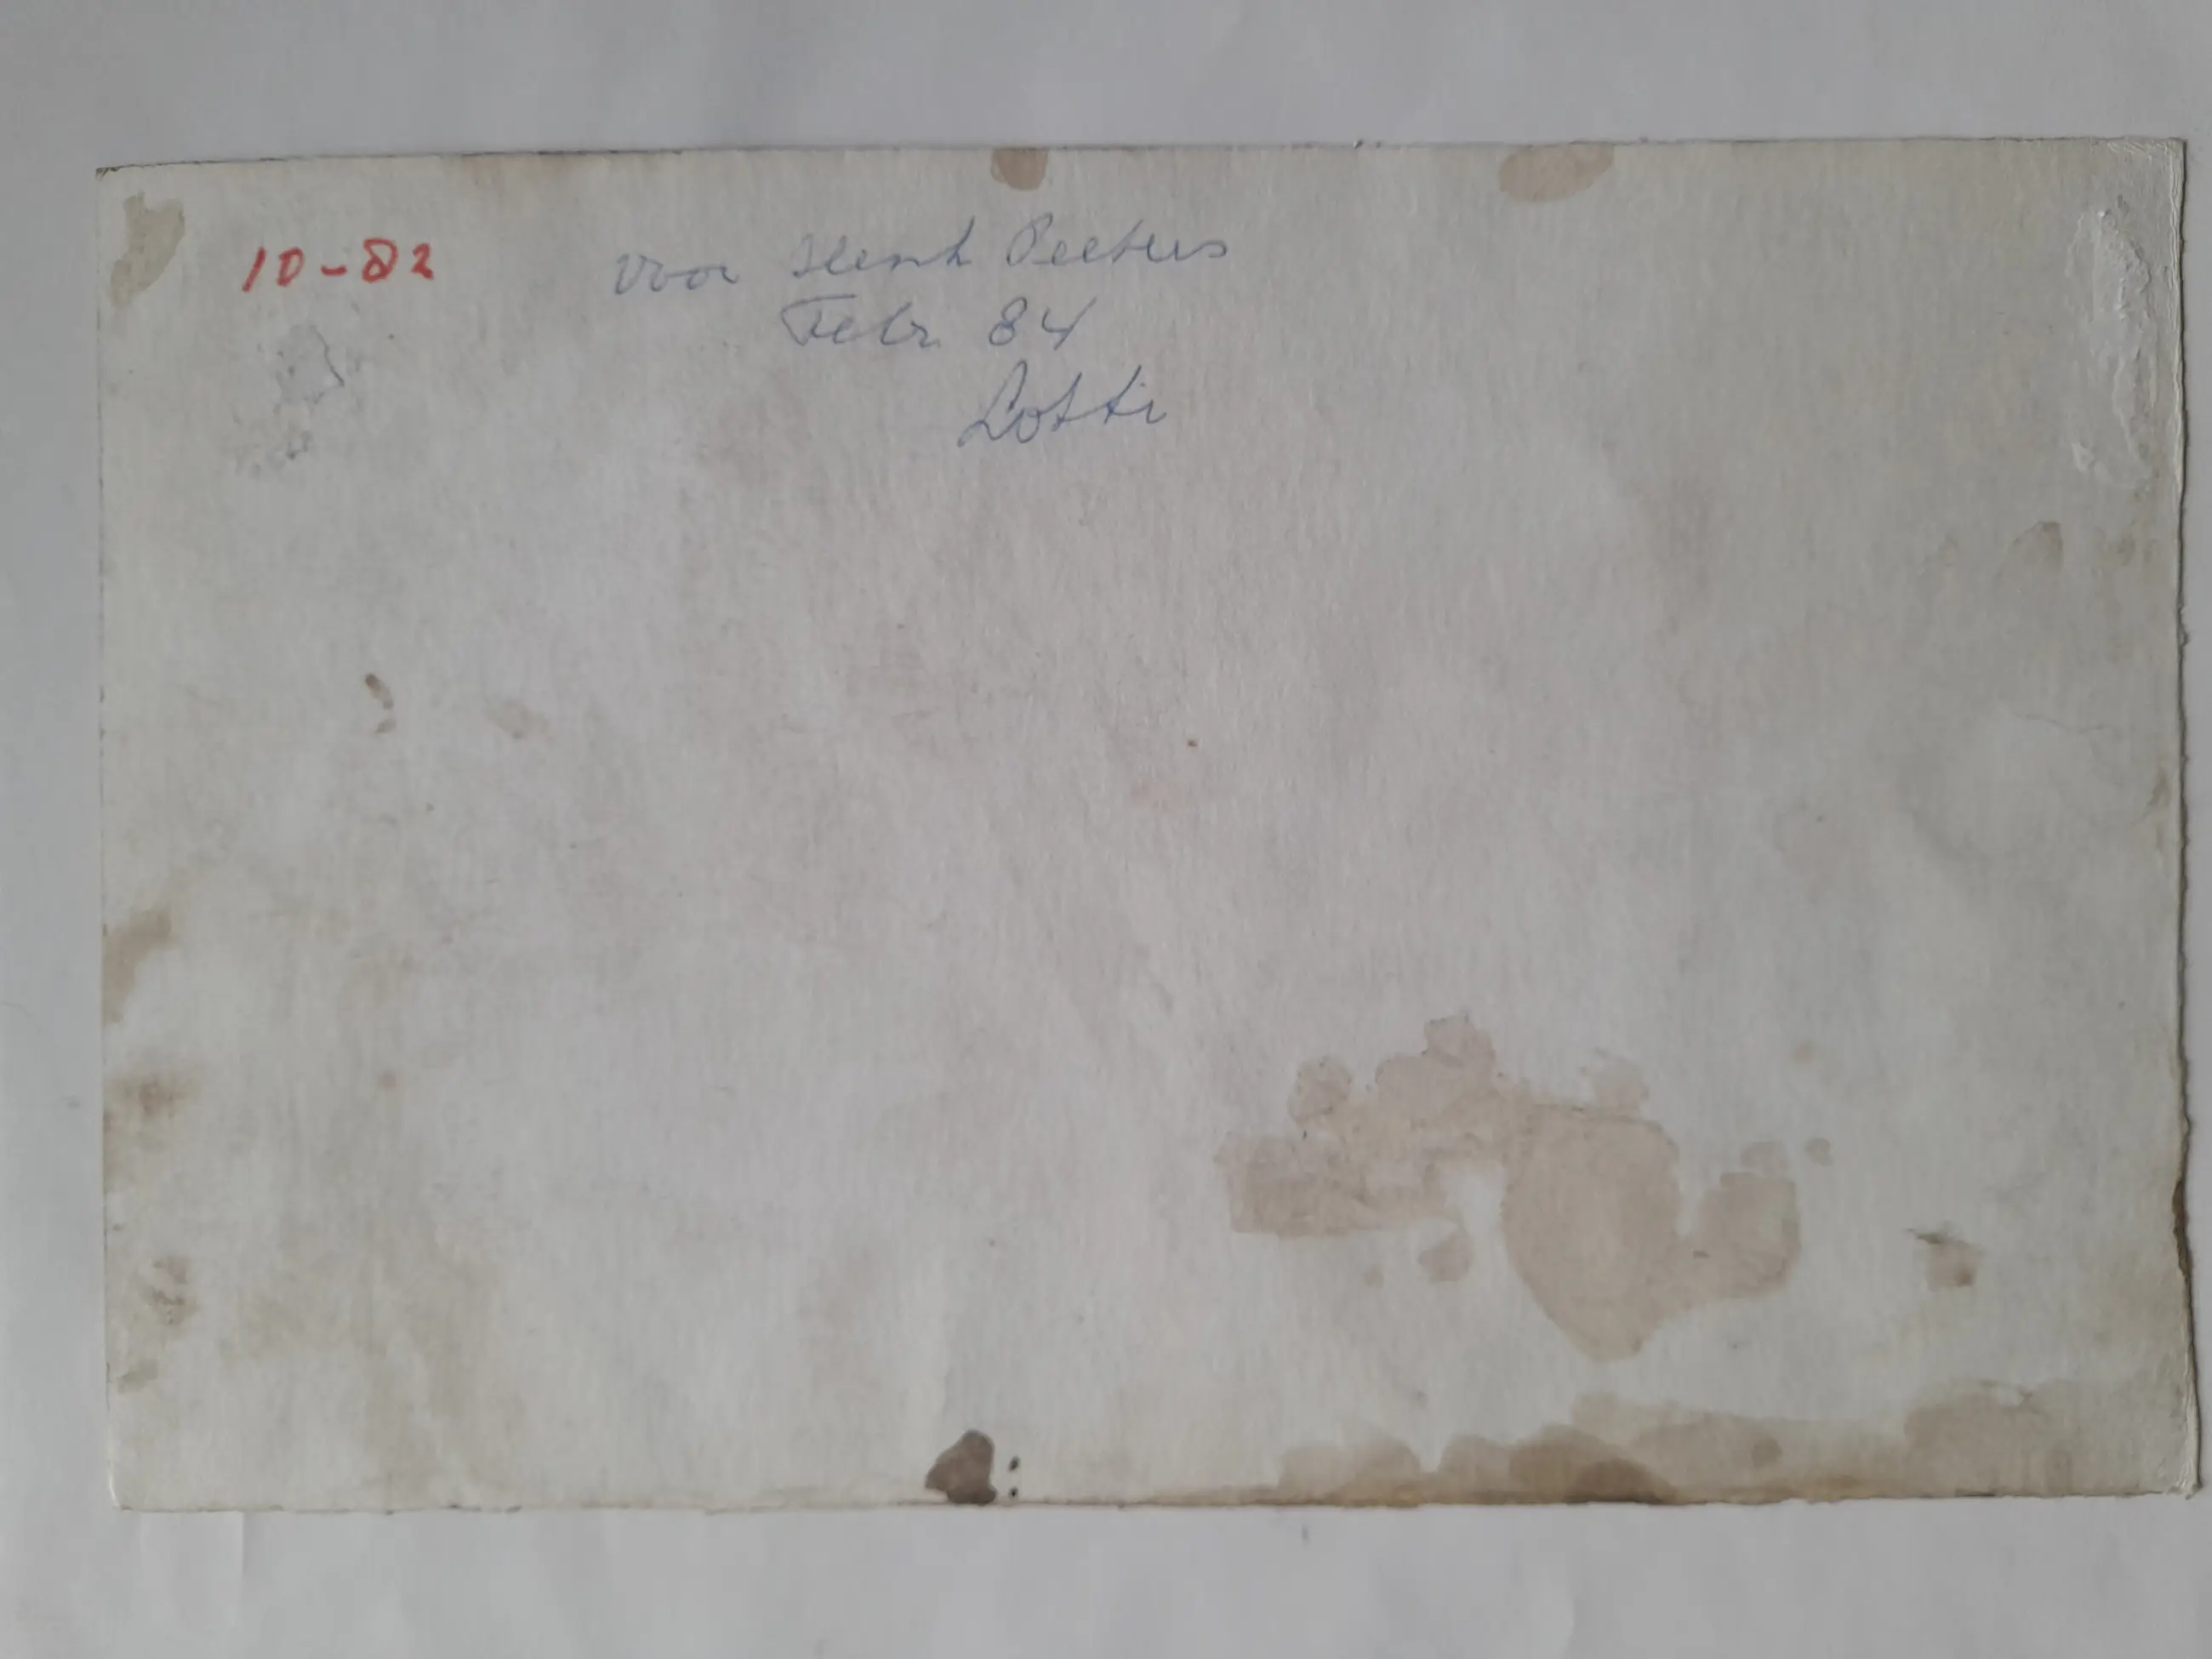 10-82
Voor Henk Peeters
Febr. 84
Lotti